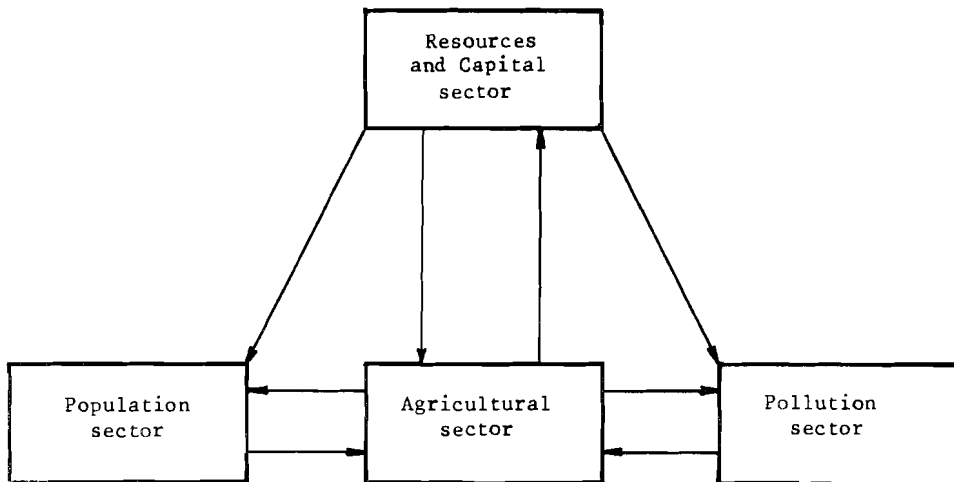 Resources
and Capital
sector
Population
sector
Agricultural
sector
Pollution
sector